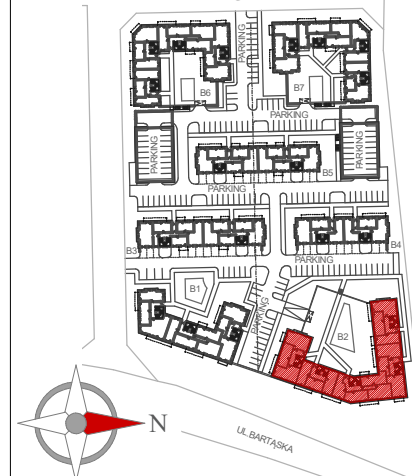 PARKING
B6
B7
PARKING
PARKING
PARKING
B5
PARKING
B3
B4
PARKING
B1
PARKING
B2
N
UL.BARTĄSKA